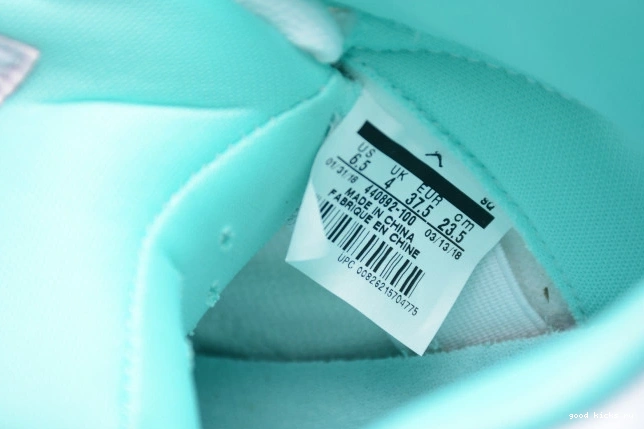 US UK EUR cm
6.5 4 37.5 23.5
01/31/18 440892-100 03/13/18
MADE IN CHINA
FABRIQUE EN CHINE
UPC 00826215704775